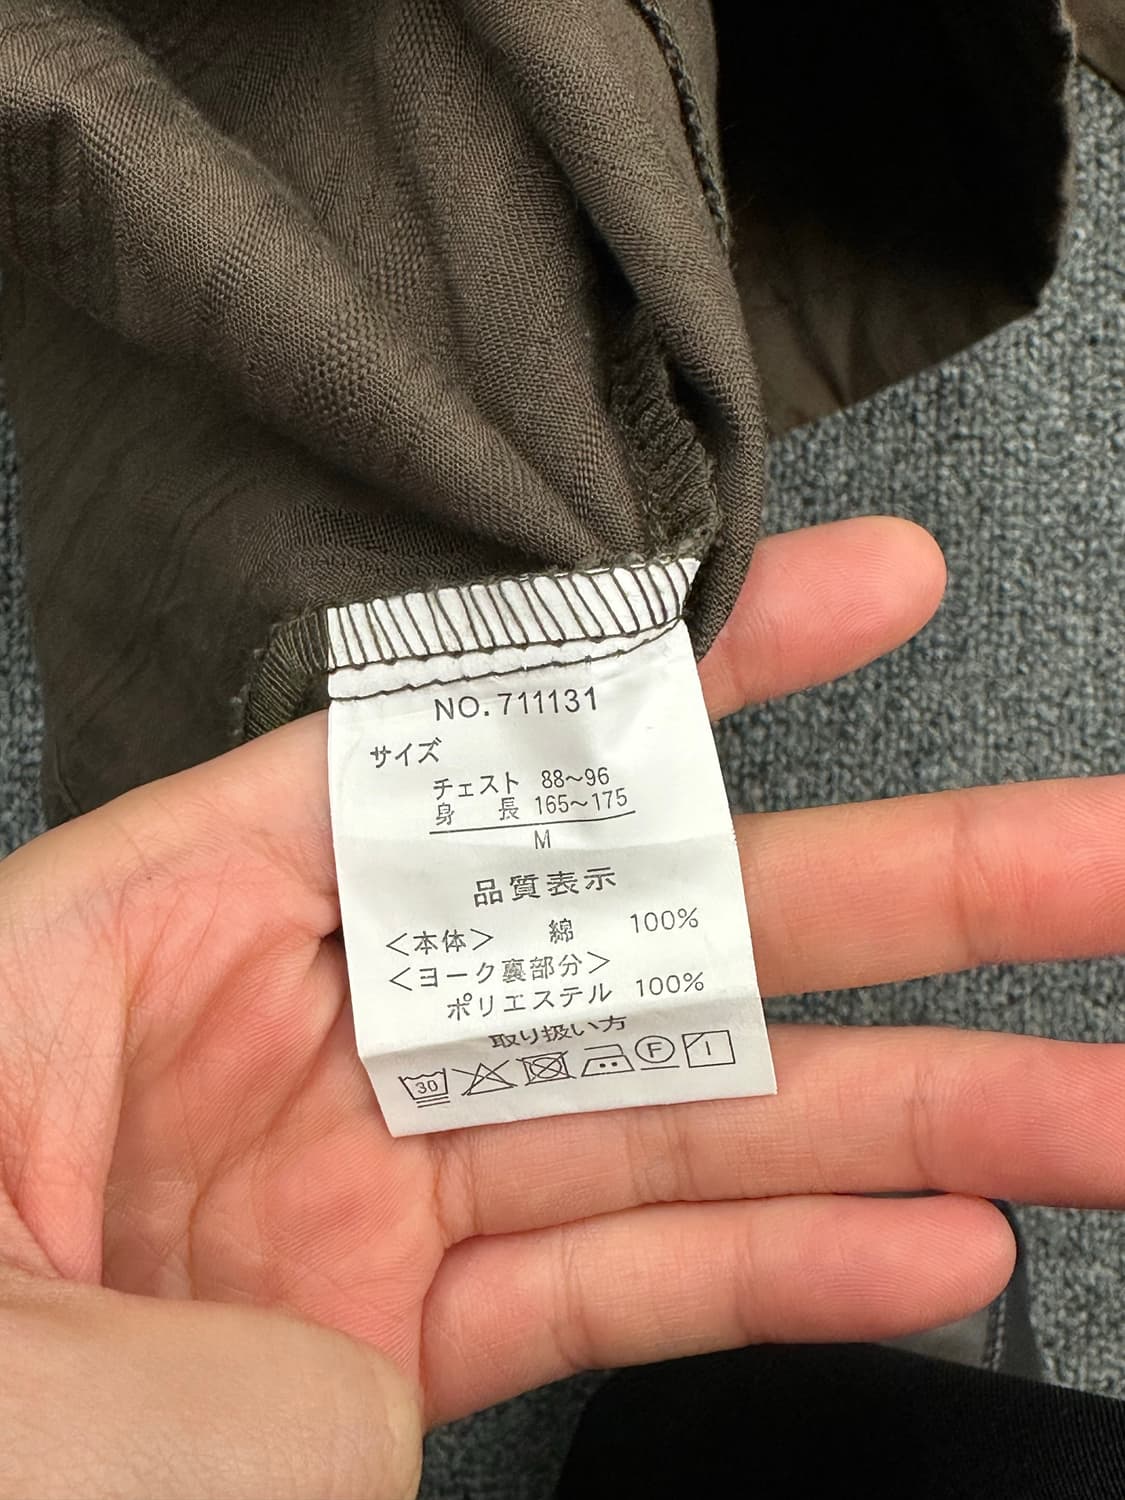 NO.711131
サイズ
チェスト 88〜96
身 長 165〜175
M
品質表示
<本体> 綿 100%
<ヨーク裏部分>
ポリエステル 100%
取り扱い方
30 F